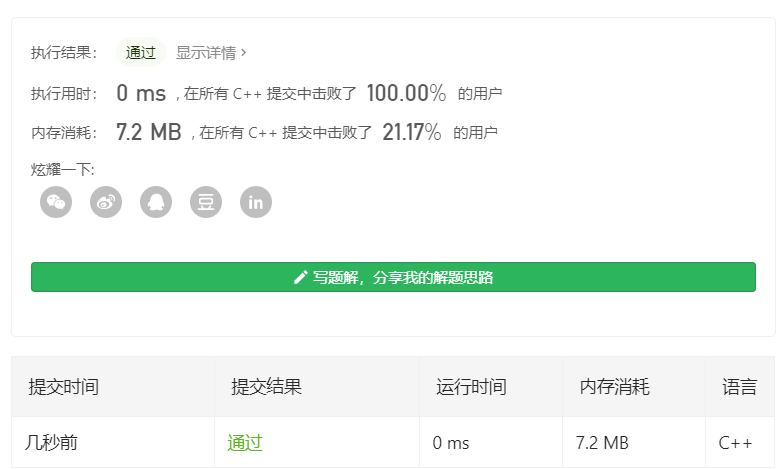 执行结果： 通过 显示详情 ›
执行用时： 0 ms , 在所有 C++ 提交中击败了 100.00% 的用户
内存消耗： 7.2 MB , 在所有 C++ 提交中击败了 21.17% 的用户
炫耀一下:
豆 in
写题解，分享我的解题思路
提交时间 提交结果 运行时间 内存消耗 语言
几秒前 通过 0 ms 7.2 MB C++